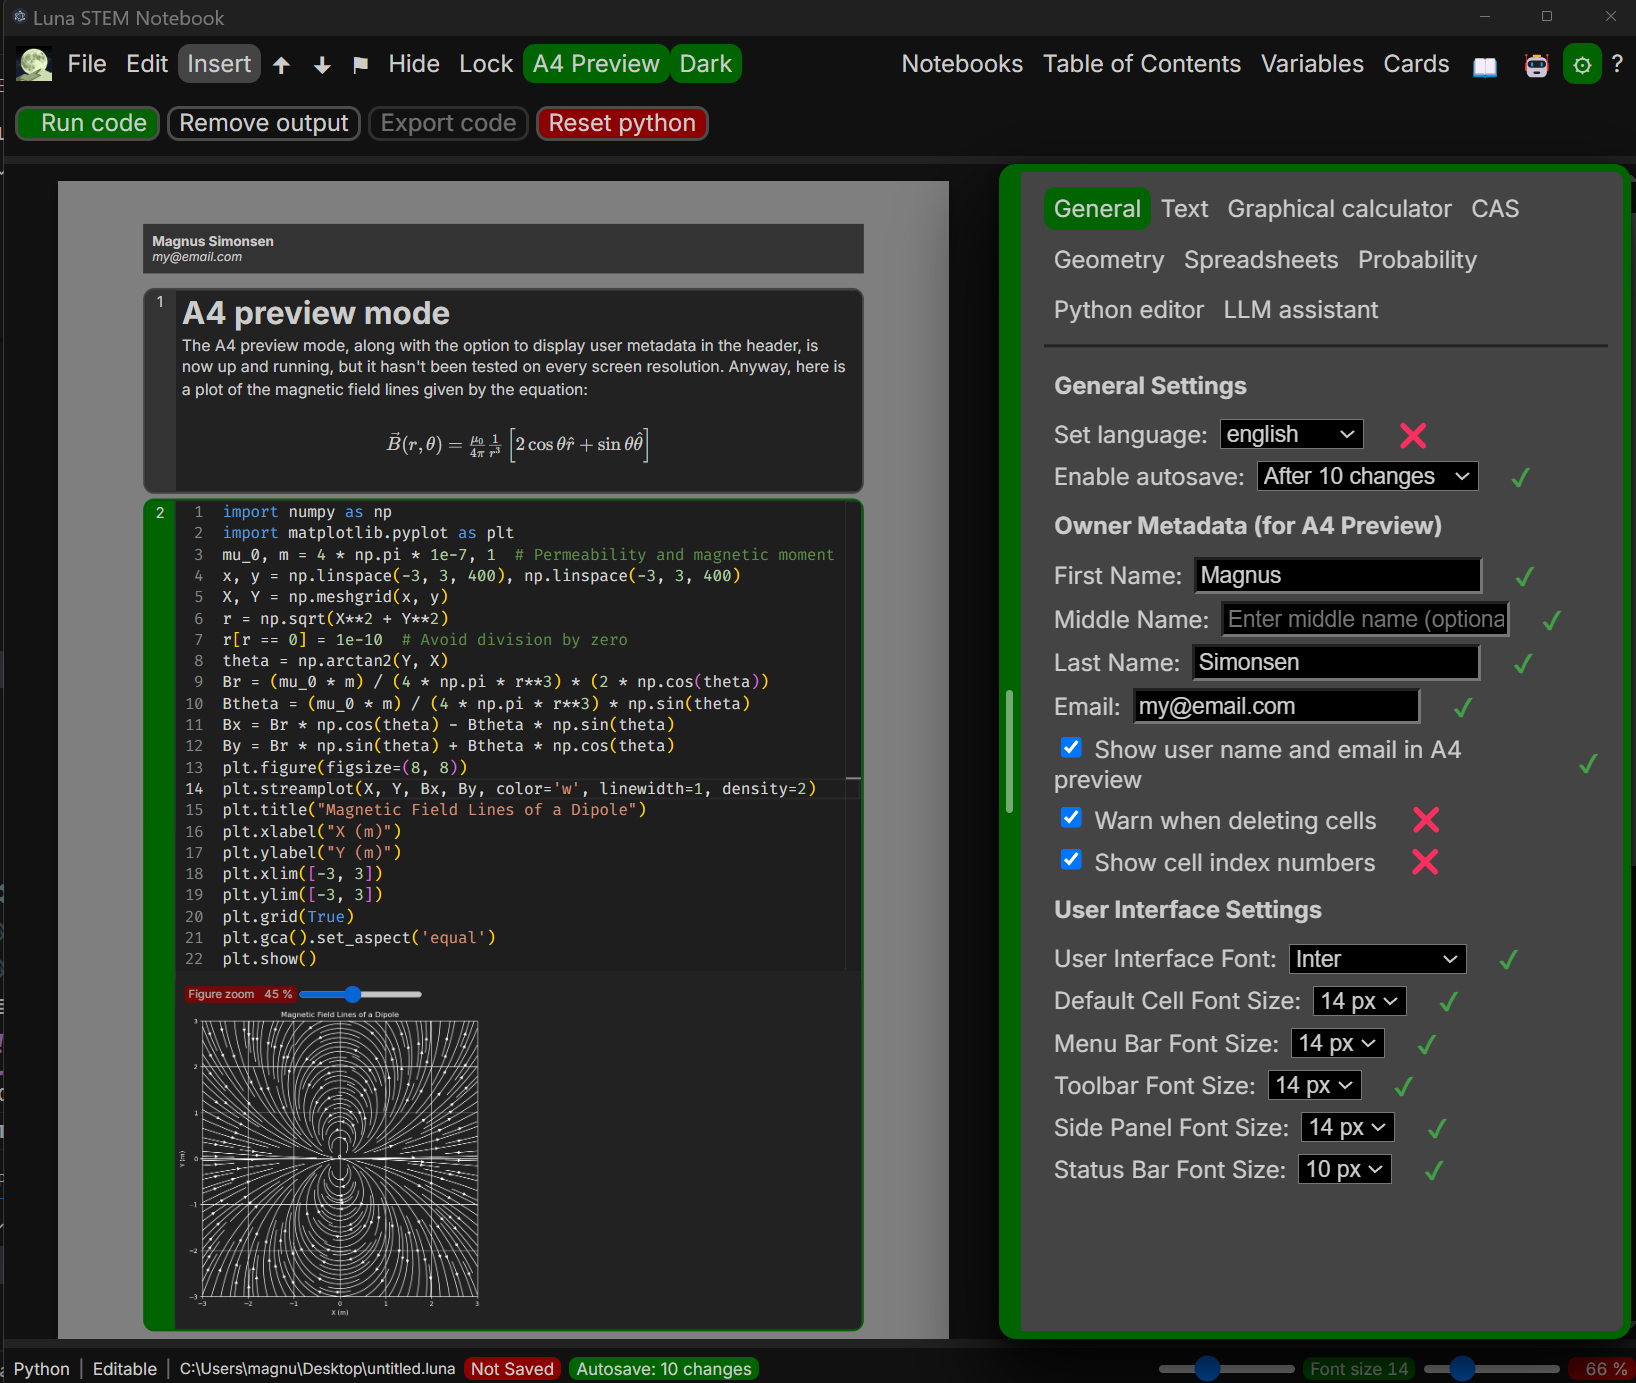 Luna STEM Notebook
File Edit Insert Hide Lock A4 Preview Dark Notebooks Table of Contents Variables Cards ?
Run code Remove output Export code Reset python
Magnus Simonsen
my@email.com
1
A4 preview mode
The A4 preview mode, along with the option to display user metadata in the header, is
now up and running, but it hasn't been tested on every screen resolution. Anyway, here is
a plot of the magnetic field lines given by the equation:
$\vec{B}(r,\theta) = \frac{\mu_0}{4\pi} \frac{1}{r^3} \left[ 2\cos\theta\hat{r} + \sin\theta\hat{\theta} \right]$
2
1 import numpy as np
2 import matplotlib.pyplot as plt
3 mu_0, m = 4 * np.pi * 1e-7, 1  # Permeability and magnetic moment
4 x, y = np.linspace(-3, 3, 400), np.linspace(-3, 3, 400)
5 X, Y = np.meshgrid(x, y)
6 r = np.sqrt(X**2 + Y**2)
7 r[r == 0] = 1e-10  # Avoid division by zero
8 theta = np.arctan2(Y, X)
9 Br = (mu_0 * m) / (4 * np.pi * r**3) * (2 * np.cos(theta))
10 Btheta = (mu_0 * m) / (4 * np.pi * r**3) * np.sin(theta)
11 Bx = Br * np.cos(theta) - Btheta * np.sin(theta)
12 By = Br * np.sin(theta) + Btheta * np.cos(theta)
13 plt.figure(figsize=(8, 8))
14 plt.streamplot(X, Y, Bx, By, color='w', linewidth=1, density=2)
15 plt.title("Magnetic Field Lines of a Dipole")
16 plt.xlabel("X (m)")
17 plt.ylabel("Y (m)")
18 plt.xlim([-3, 3])
19 plt.ylim([-3, 3])
20 plt.grid(True)
21 plt.gca().set_aspect('equal')
22 plt.show()
Figure zoom 45 %
Magnetic Field Lines of a Dipole
3
2
1
0
−1
−2
−3
Y (m)
−3 −2 −1 0 1 2 3
X (m)
General Text Graphical calculator CAS
Geometry Spreadsheets Probability
Python editor LLM assistant
General Settings
Set language: english
Enable autosave: After 10 changes
Owner Metadata (for A4 Preview)
First Name: Magnus
Middle Name: Enter middle name (optiona
Last Name: Simonsen
Email: my@email.com
Show user name and email in A4
preview
Warn when deleting cells
Show cell index numbers
User Interface Settings
User Interface Font: Inter
Default Cell Font Size: 14 px
Menu Bar Font Size: 14 px
Toolbar Font Size: 14 px
Side Panel Font Size: 14 px
Status Bar Font Size: 10 px
Python | Editable | C:\Users\magnu\Desktop\untitled.luna Not Saved Autosave: 10 changes Font size 14 66 %